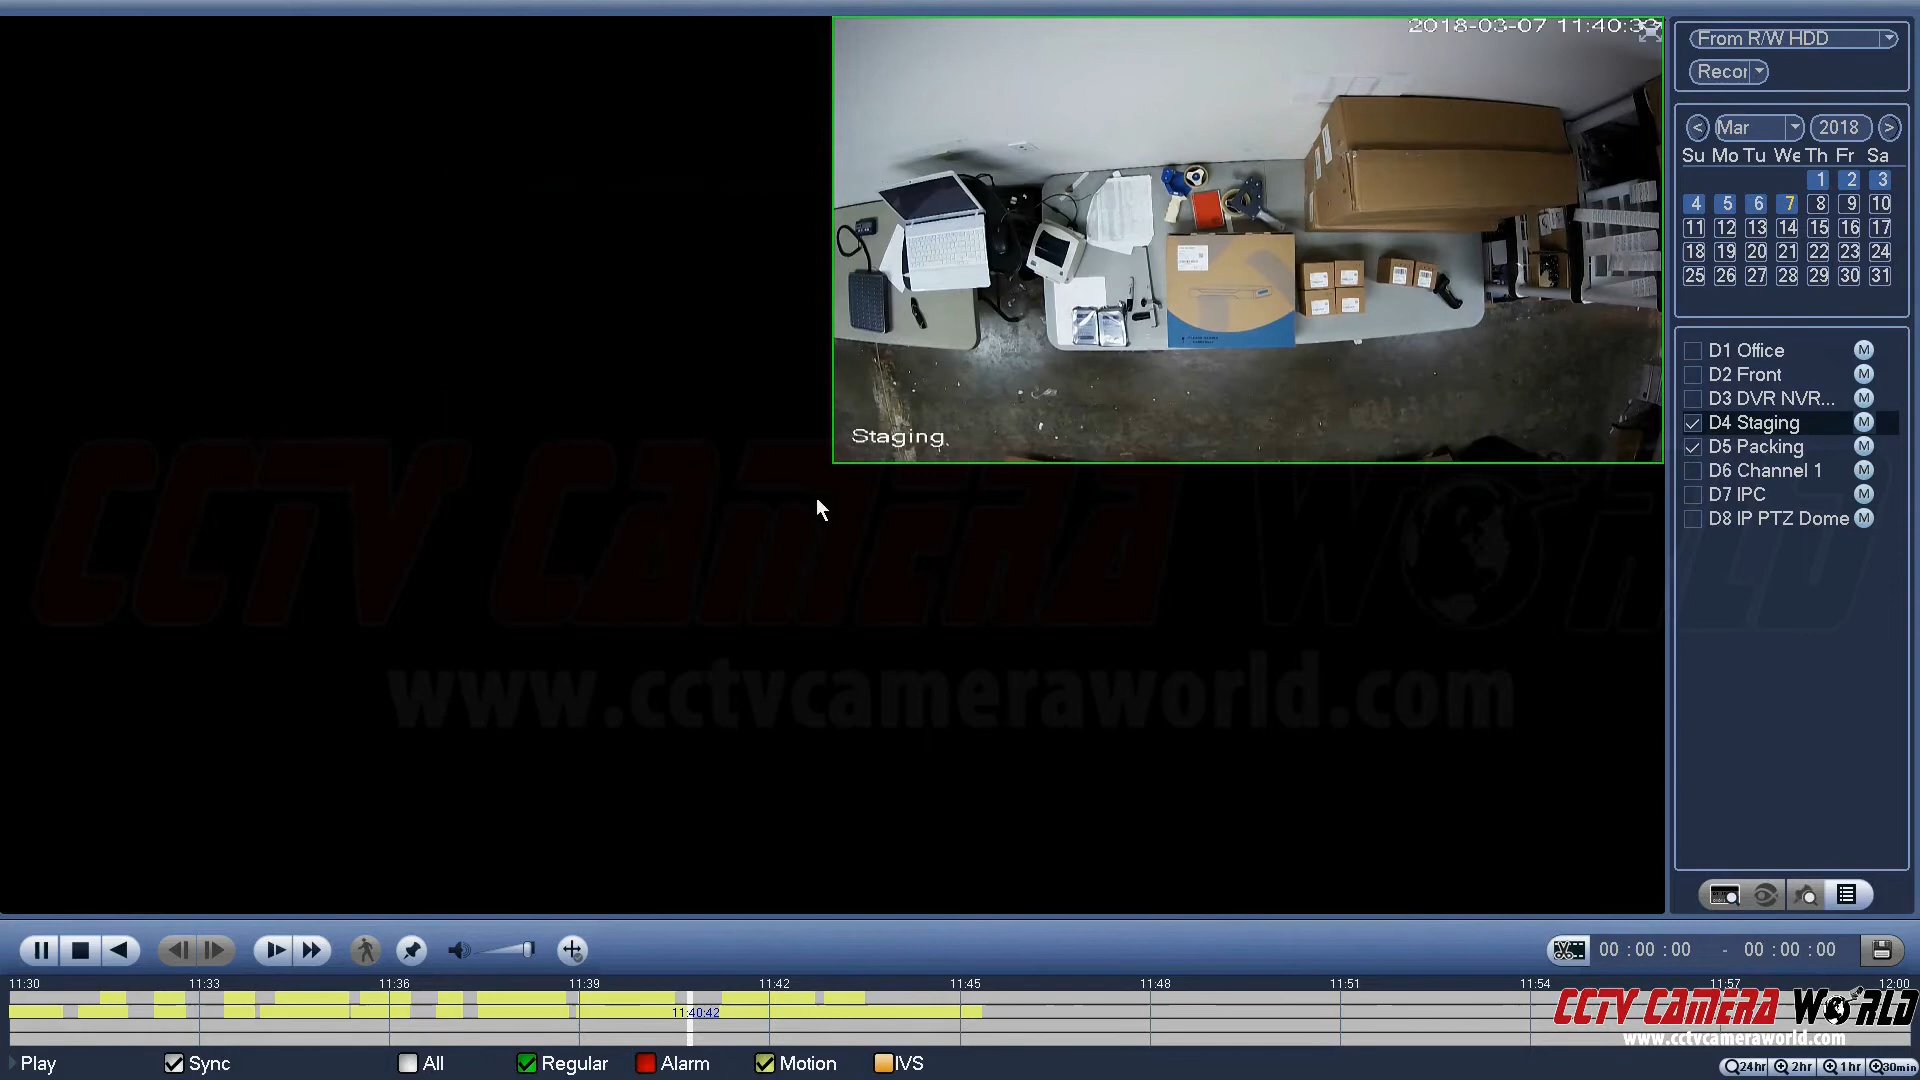 2018-03-07 11:40:33
Staging
From R/W HDD
Recor
< Mar 2018 >
Su Mo Tu We Th Fr Sa
1 2 3
4 5 6 7 8 9 10
11 12 13 14 15 16 17
18 19 20 21 22 23 24
25 26 27 28 29 30 31
D1 Office M
D2 Front M
D3 DVR NVR... M
D4 Staging M
D5 Packing M
D6 Channel 1 M
D7 IPC M
D8 IP PTZ Dome M
CCTV CAMERA WORLD
www.cctvcameraworld.com
00 :00 :00 - 00 :00 :00
11:30 11:33 11:36 11:39 11:42 11:45 11:48 11:51 11:54 11:57 12:00
11:40:42
CCTV CAMERA WORLD
www.cctvcameraworld.com
Play Sync All Regular Alarm Motion IVS
24hr 2hr 1hr 30min